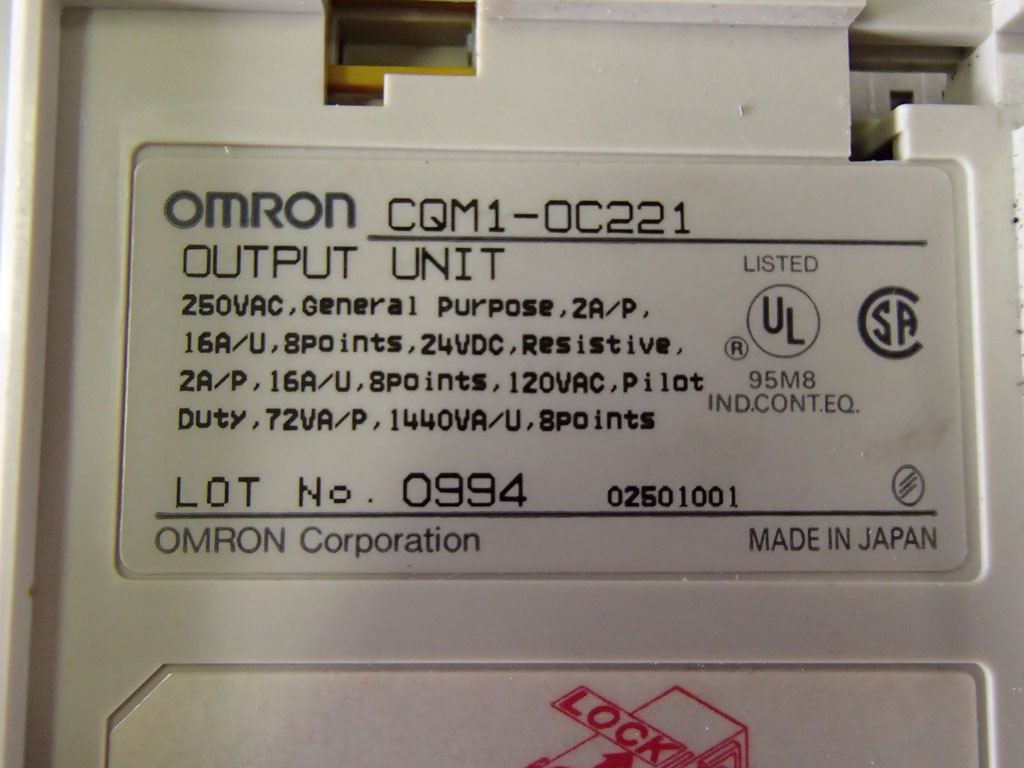 OMRON CQM1-OC221
OUTPUT UNIT
250VAC,General Purpose,2A/P,
16A/U,8Points,24VDC,Resistive,
2A/P,16A/U,8Points,120VAC,Pilot
Duty,72VA/P,1440VA/U,8Points
LISTED
UL
®
SA
95M8
IND.CONT.EQ.
LOT No. 0994 02501001
OMRON Corporation MADE IN JAPAN
LOCK